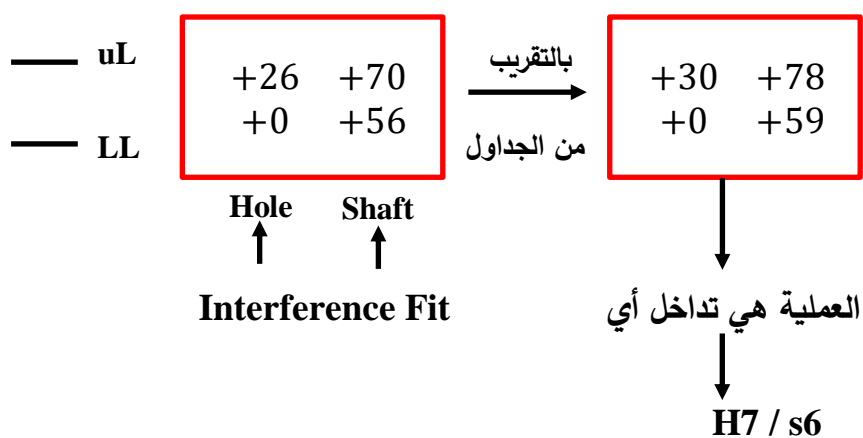 uL
LL
+26 +70
+0 +56
Hole Shaft
Interference Fit
بالتقريب
من الجداول
+30 +78
+0 +59
العملية هي تداخل أي
H7 / s6